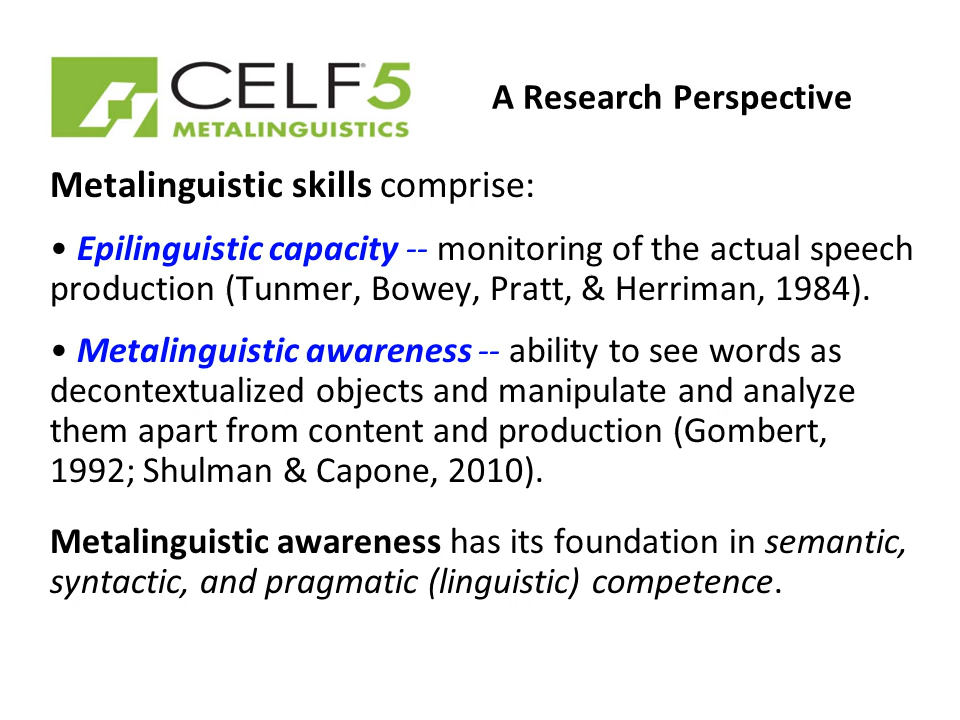 CELF 5
METALINGUISTICS
A Research Perspective
Metalinguistic skills comprise:
• Epilinguistic capacity -- monitoring of the actual speech
production (Tunmer, Bowey, Pratt, & Herriman, 1984).
• Metalinguistic awareness -- ability to see words as
decontextualized objects and manipulate and analyze
them apart from content and production (Gombert,
1992; Shulman & Capone, 2010).
Metalinguistic awareness has its foundation in semantic,
syntactic, and pragmatic (linguistic) competence.